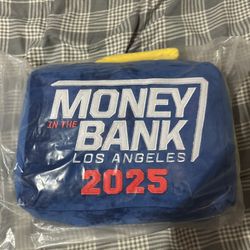 MONEY
IN THE
BANK
LOS ANGELES
2025